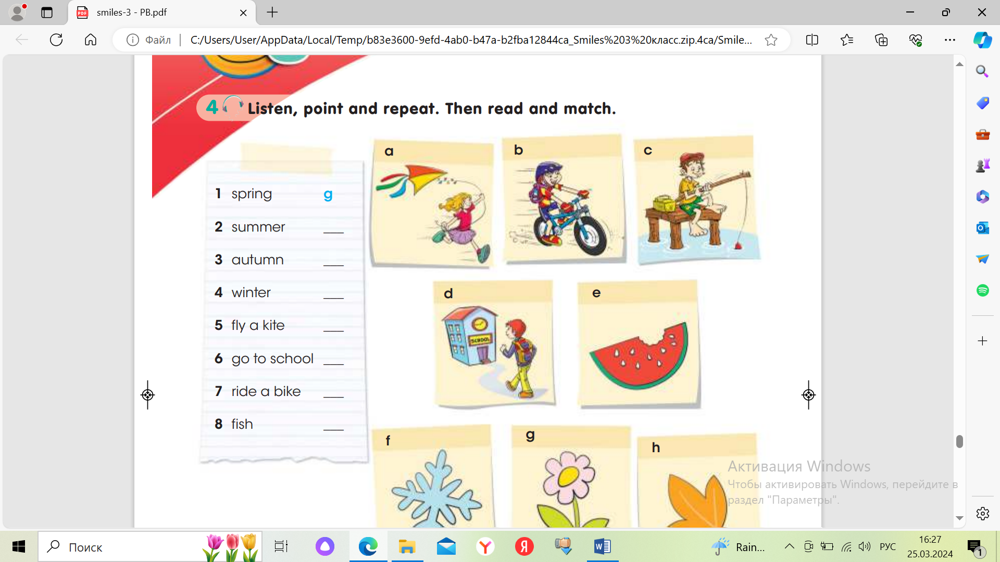 smiles-3 - PB.pdf
Файл
C:/Users/User/AppData/Local/Temp/b83e3600-9efd-4ab0-b47a-b2fba12844ca_Smiles%203%20класс.zip.4ca/Smile...
4 Listen, point and repeat. Then read and match.
1 spring g
2 summer ___
3 autumn ___
4 winter ___
5 fly a kite ___
6 go to school ___
7 ride a bike ___
8 fish ___
a
b
c
d
SCHOOL
e
f
g
h
Активация Windows
Чтобы активировать Windows, перейдите в
раздел "Параметры".
Поиск
Rain...
РУС
16:27
25.03.2024
1